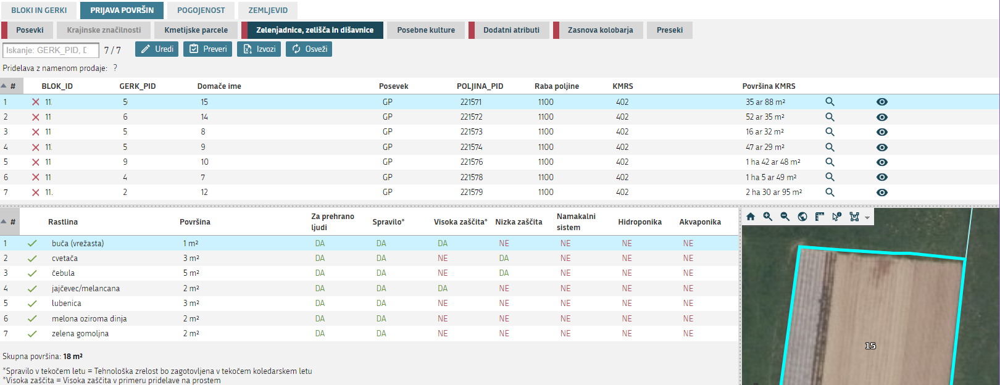 BLOKI IN GERKI PRIJAVA POVRŠIN POGOJENOST ZEMLJEVID
Posevki Krajinske značilnosti Kmetijske parcele Zelenjadnice, zelišča in dišavnice Posebne kulture Dodatni atributi Zasnova kolobarja Preseki
Iskanje: GERK_PID, 7 / 7 Uredi Preveri Izvozi Osveži
Pridelava z namenom prodaje: ?
# BLOK_ID GERK_PID Domače ime Posevek POLJINA_PID Raba poljine KMRS Površina KMRS
1 11 5 15 GP 221571 1100 402 35 ar 88 m²
2 11 6 14 GP 221572 1100 402 52 ar 35 m²
3 11 5 8 GP 221573 1100 402 16 ar 32 m²
4 11 5 9 GP 221574 1100 402 47 ar 29 m²
5 11 9 10 GP 221576 1100 402 1 ha 42 ar 48 m²
6 11 4 7 GP 221578 1100 402 1 ha 5 ar 49 m²
7 11. 2 12 GP 221579 1100 402 2 ha 30 ar 95 m²
# Rastlina Površina Za prehrano ljudi Spravilo* Visoka zaščita* Nizka zaščita Namakalni sistem Hidroponika Akvaponika
1 buča (vrežasta) 1 m² DA DA DA NE NE NE NE
2 cvetača 3 m² DA DA NE DA NE NE NE
3 čebula 5 m² DA DA NE DA NE NE NE
4 jajčevec/melancana 2 m² DA DA DA NE NE NE NE
5 lubenica 3 m² DA DA NE NE NE NE NE
6 melona oziroma dinja 2 m² DA DA NE NE NE NE NE
7 zelena gomoljna 2 m² DA DA NE NE NE NE NE
15
Skupna površina: 18 m²
*Spravilo v tekočem letu = Tehnološka zrelost bo zagotovljena v tekočem koledarskem letu
*Visoka zaščita = Visoka zaščita v primeru pridelave na prostem